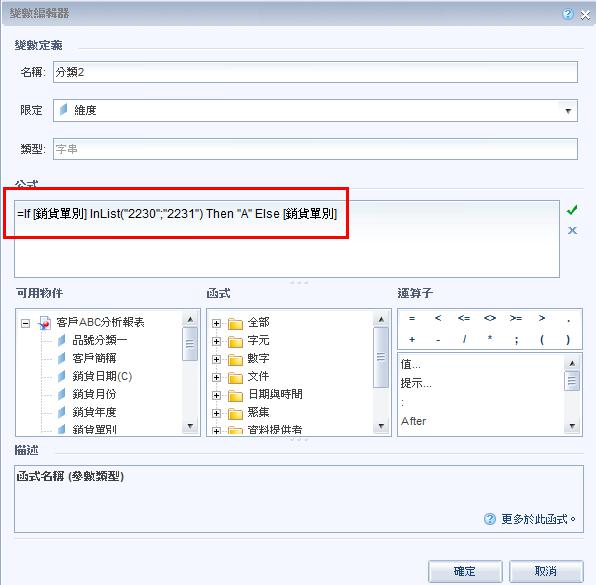 變數編輯器
變數定義
名稱: 分類2
限定 維度
類型: 字串
公式
=If [銷貨單別] InList("2230";"2231") Then "A" Else [銷貨單別]
可用物件 函式 運算子
客戶ABC分析報表
品號分類一
客戶簡稱
銷貨日期(C)
銷貨月份
銷貨年度
銷貨單別
全部
字元
數字
文件
日期與時間
聚集
資料提供者
= < <= <> >= > .
+ - / * ; ( )
值...
提示...
:
After
描述
函式名稱 (參數類型)
更多於此函式。
確定 取消